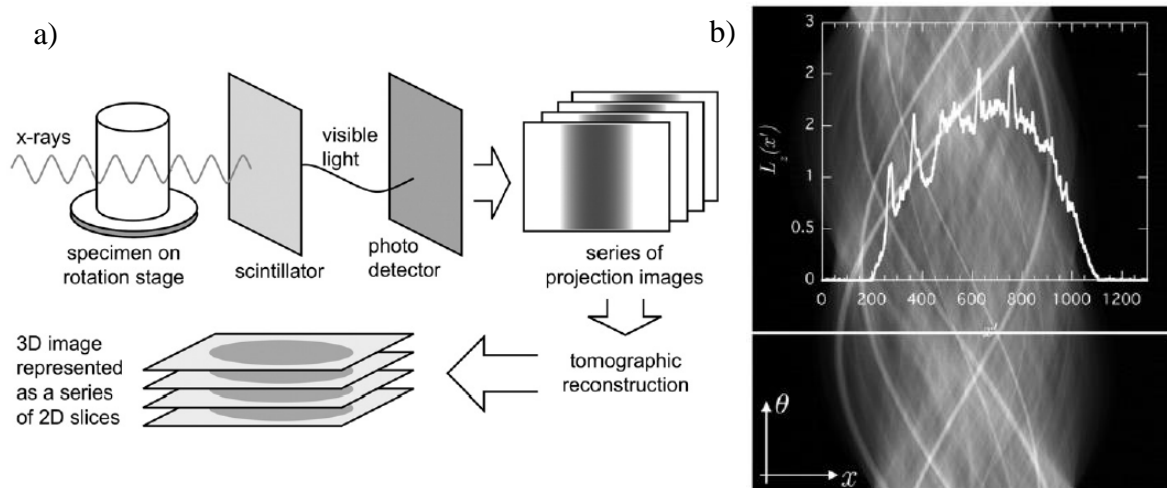 a)
x-rays
visible
light
specimen on
rotation stage
scintillator
photo
detector
series of
projection images
tomographic
reconstruction
3D image
represented
as a series
of 2D slices
b)
3
2
2
1
1
0.5
0
L_z(x')
0 200 400 600 800 1000 1200
x'
θ
x